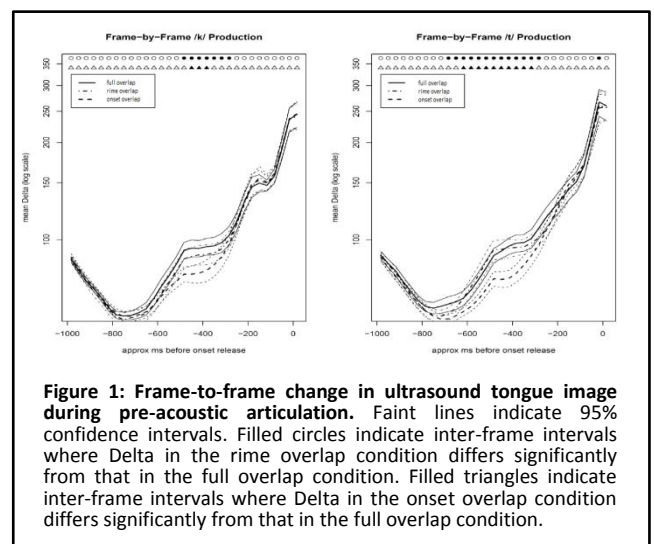 Frame−by−Frame /k/ Production
Frame−by−Frame /t/ Production
350
300
250
200
150
100
mean Delta (log scale)
full overlap
rime overlap
onset overlap
−1000
−800
−600
−400
−200
0
approx ms before onset release
350
300
250
200
150
100
mean Delta (log scale)
full overlap
rime overlap
onset overlap
−1000
−800
−600
−400
−200
0
approx ms before onset release
Figure 1: Frame-to-frame change in ultrasound tongue image
during pre-acoustic articulation. Faint lines indicate 95%
confidence intervals. Filled circles indicate inter-frame intervals
where Delta in the rime overlap condition differs significantly
from that in the full overlap condition. Filled triangles indicate
inter-frame intervals where Delta in the onset overlap condition
differs significantly from that in the full overlap condition.